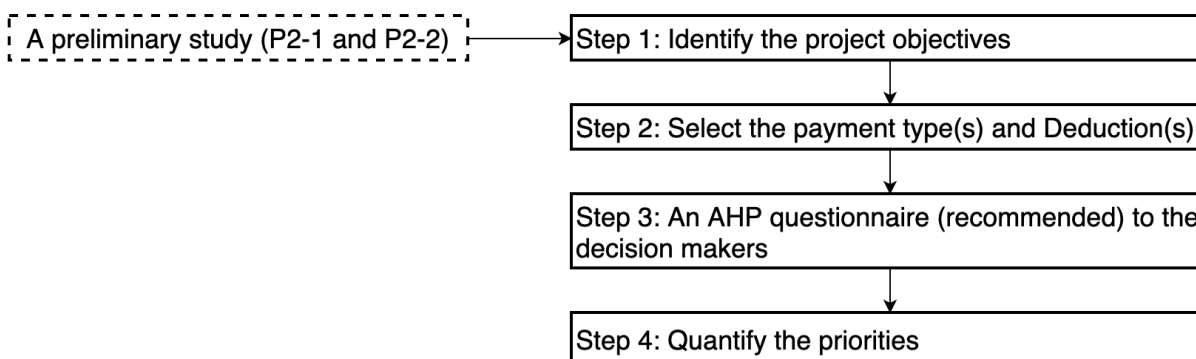 A preliminary study (P2-1 and P2-2)
Step 1: Identify the project objectives
Step 2: Select the payment type(s) and Deduction(s)
Step 3: An AHP questionnaire (recommended) to the
decision makers
Step 4: Quantify the priorities